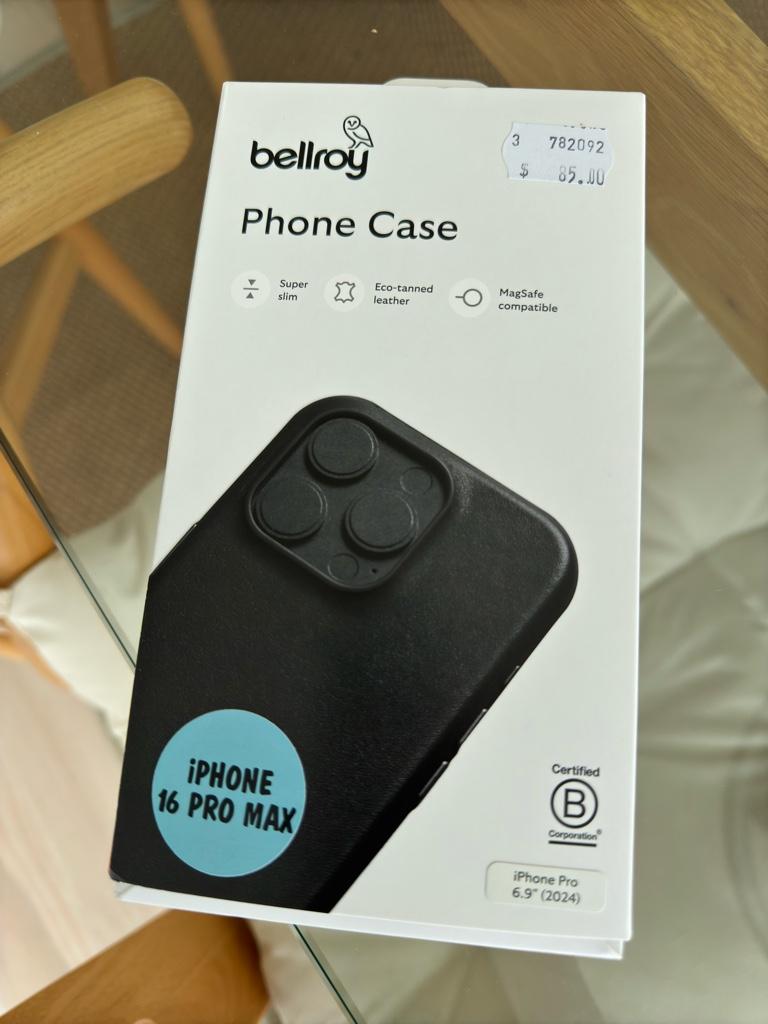 bellroy
3 782092
$ 85.00
Phone Case
Super
slim
Eco-tanned
leather
MagSafe
compatible
iPHONE
16 PRO MAX
Certified
B
Corporation®
iPhone Pro
6.9" (2024)